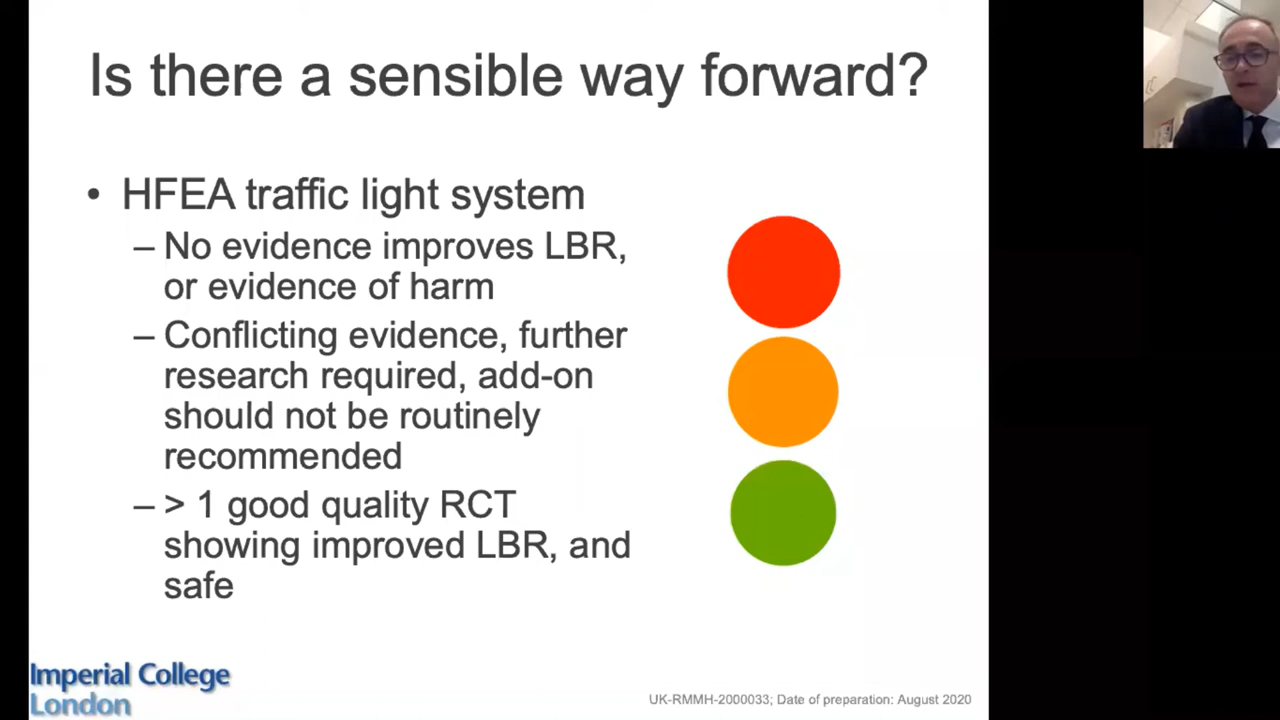 Is there a sensible way forward?
• HFEA traffic light system
– No evidence improves LBR,
or evidence of harm
– Conflicting evidence, further
research required, add-on
should not be routinely
recommended
– > 1 good quality RCT
showing improved LBR, and
safe
Imperial College
London
UK-RMMH-2000033; Date of preparation: August 2020